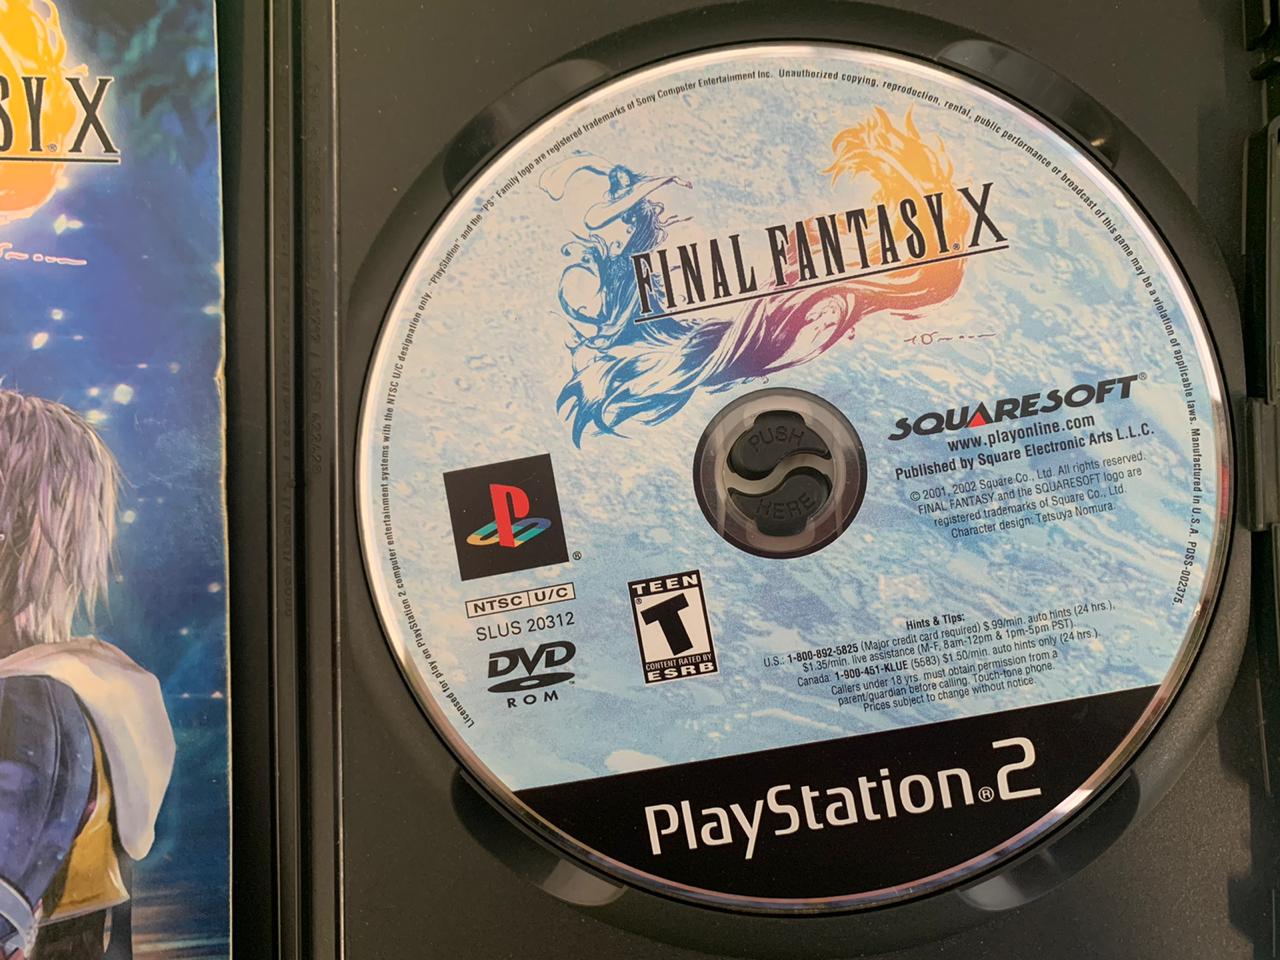 SY X
FINAL FANTASY® X
SQUARESOFT®
www.playonline.com
Published by Square Electronic Arts L.L.C.
© 2001, 2002 Square Co., Ltd. All rights reserved.
FINAL FANTASY and the SQUARESOFT logo are
registered trademarks of Square Co., Ltd.
Character design: Tetsuya Nomura.
PUSH
HERE
NTSC U/C
SLUS 20312
DVD
ROM
TEEN
T
CONTENT RATED BY
ESRB
Hints & Tips:
U.S.: 1-800-892-5825 (Major credit card required) $.99/min. auto hints (24 hrs.),
$1.35/min. live assistance (M-F, 8am-12pm & 1pm-5pm PST).
Canada: 1-900-451-KLUE (5583) $1.50/min. auto hints only (24 hrs.).
Callers under 18 yrs. must obtain permission from a
parent/guardian before calling. Touch-tone phone.
Prices subject to change without notice.
PlayStation®2
Licensed for play on PlayStation 2 computer entertainment systems with the NTSC U/C designation only. "PlayStation" and the "PS" Family logo are registered trademarks of Sony Computer Entertainment Inc. Unauthorized copying, reproduction, rental, public performance or broadcast of this game may be a violation of applicable laws. Manufactured in U.S.A. PDSS-002375.